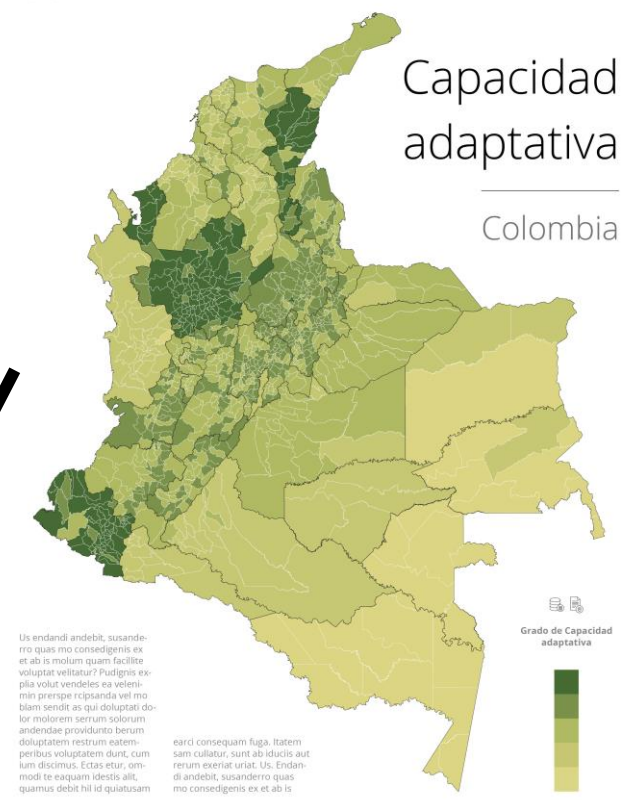 Capacidad
adaptativa
Colombia
Grado de Capacidad
adaptativa
Us endandi andebit, susande-
rro quas mo consedigenis ex
et ab is molum quam facillite
voluptat velitatur? Pudignis ex-
plia volut vendeles ea veleni-
min prerspe rcipsanda vel mo
blam sendit as qui doluptati do-
lor molorem serrum solorum
andendae providunto berum
doluptatem restrum eatem-
peribus voluptatem dunt, cum
ium discimus. Ectas etur, om-
modi te eaquam idestis alit,
quamus debit hil id quiatusam
earci consequam fuga. Itatem
sam cullatur, sunt ab iduciis aut
rerum exeriat uriat. Us. Endan-
di andebit, susanderro quas
mo consedigenis ex et ab is